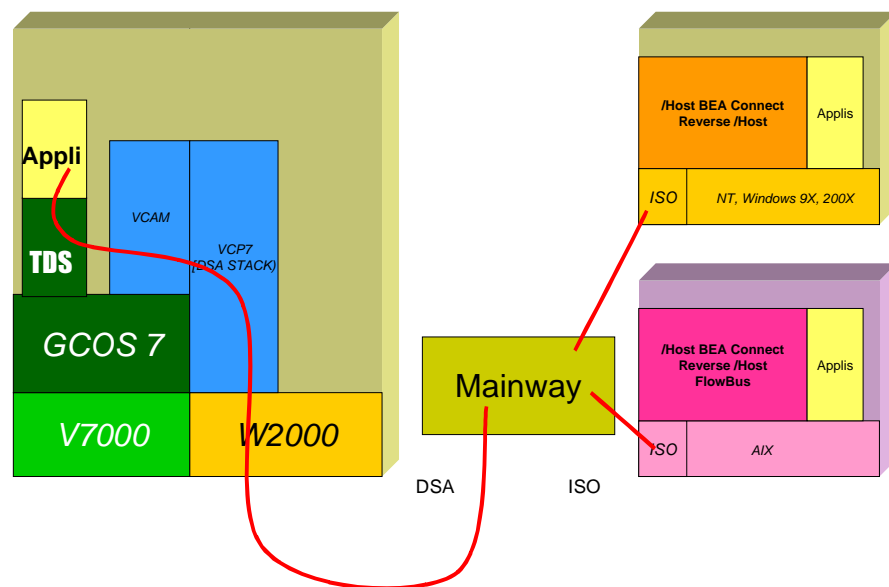 Appli
TDS
VCAM
VCP7
[DSA STACK)
GCOS 7
V7000
W2000
Mainway
DSA
ISO
/Host BEA Connect
Reverse /Host
Applis
ISO
NT, Windows 9X, 200X
/Host BEA Connect
Reverse /Host
FlowBus
Applis
ISO
AIX